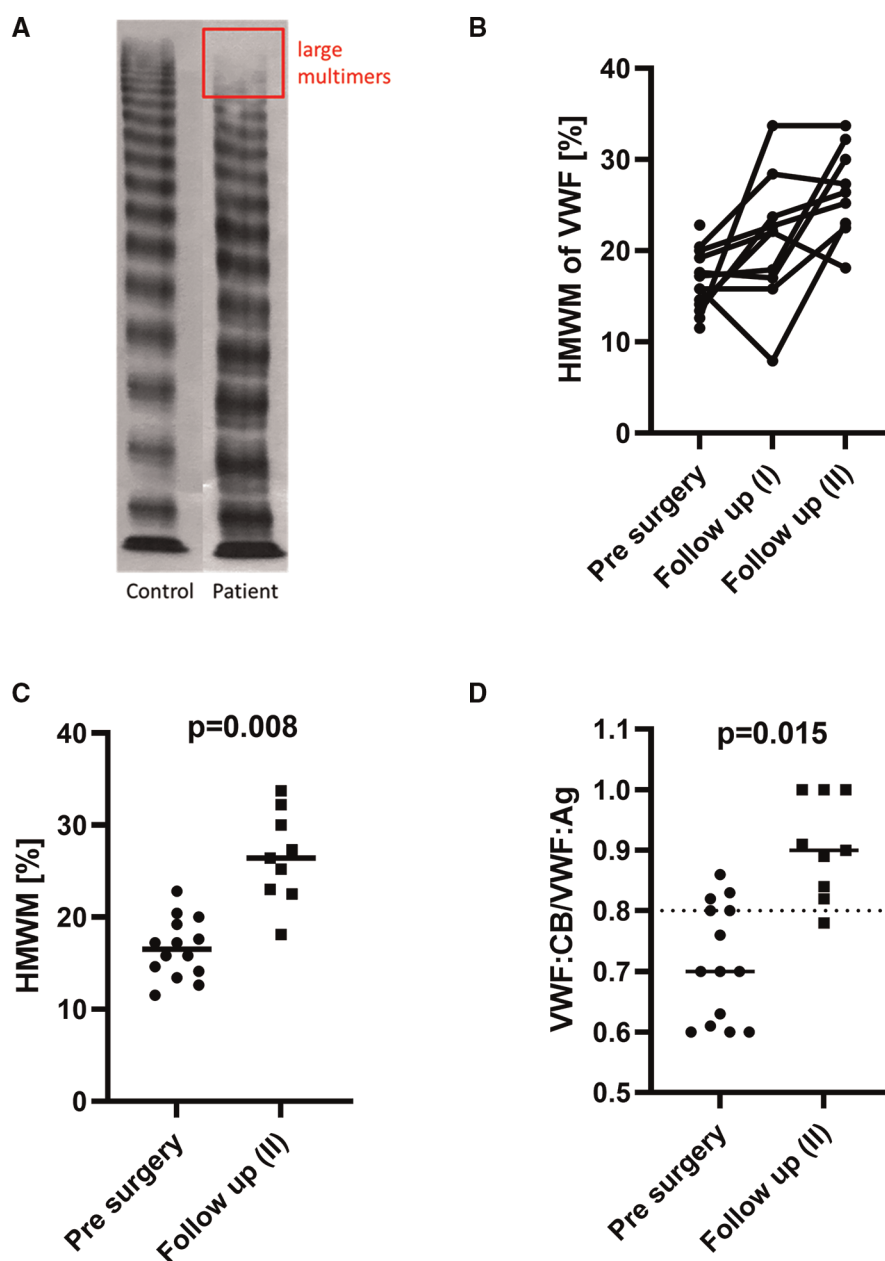 A
large
multimers
Control Patient
B
HMWM of VWF [%]
40
30
20
10
0
Pre surgery
Follow up (I)
Follow up (II)
C
p=0.008
HMWM [%]
40
30
20
10
0
Pre surgery
Follow up (II)
D
p=0.015
VWF:CB/VWF:Ag
1.1
1.0
0.9
0.8
0.7
0.6
0.5
Pre surgery
Follow up (II)